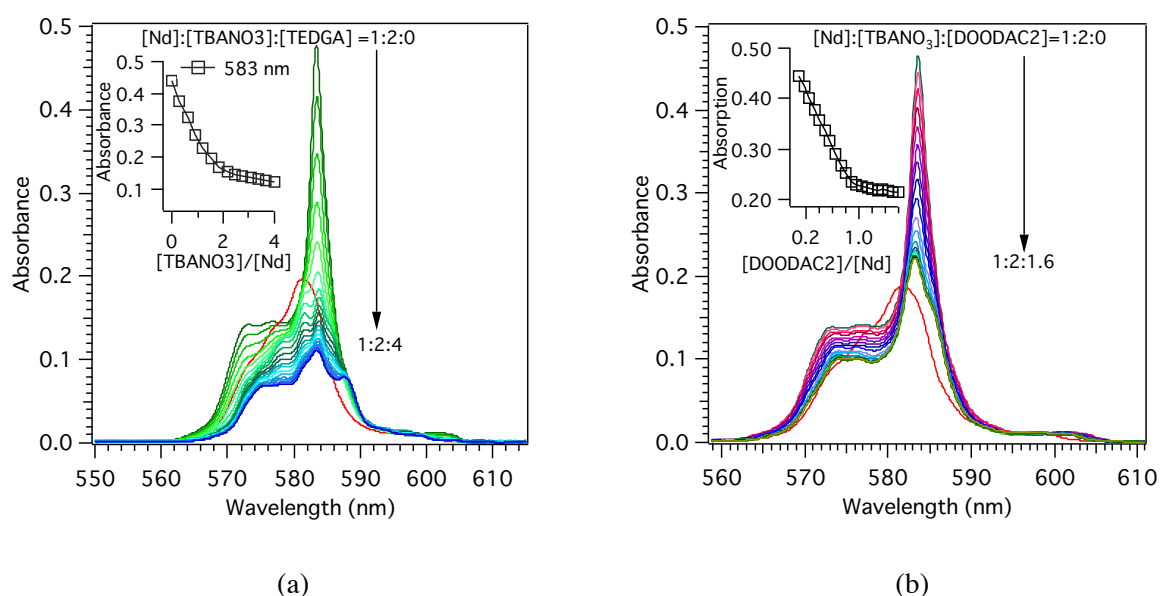 [Nd]:[TBANO3]:[TEDGA] =1:2:0
583 nm
0.5
0.4
0.3
0.2
0.1
Absorbance
0 2 4
[TBANO3]/[Nd]
1:2:4
0.5
0.4
0.3
0.2
0.1
0.0
Absorbance
550 560 570 580 590 600 610
Wavelength (nm)
(a)
[Nd]:[TBANO₃]:[DOODAC2]=1:2:0
0.50
0.40
0.30
0.20
Absorption
0.2 1.0
[DOODAC2]/[Nd]
1:2:1.6
0.5
0.4
0.3
0.2
0.1
0.0
Absorbance
560 570 580 590 600 610
Wavelength (nm)
(b)